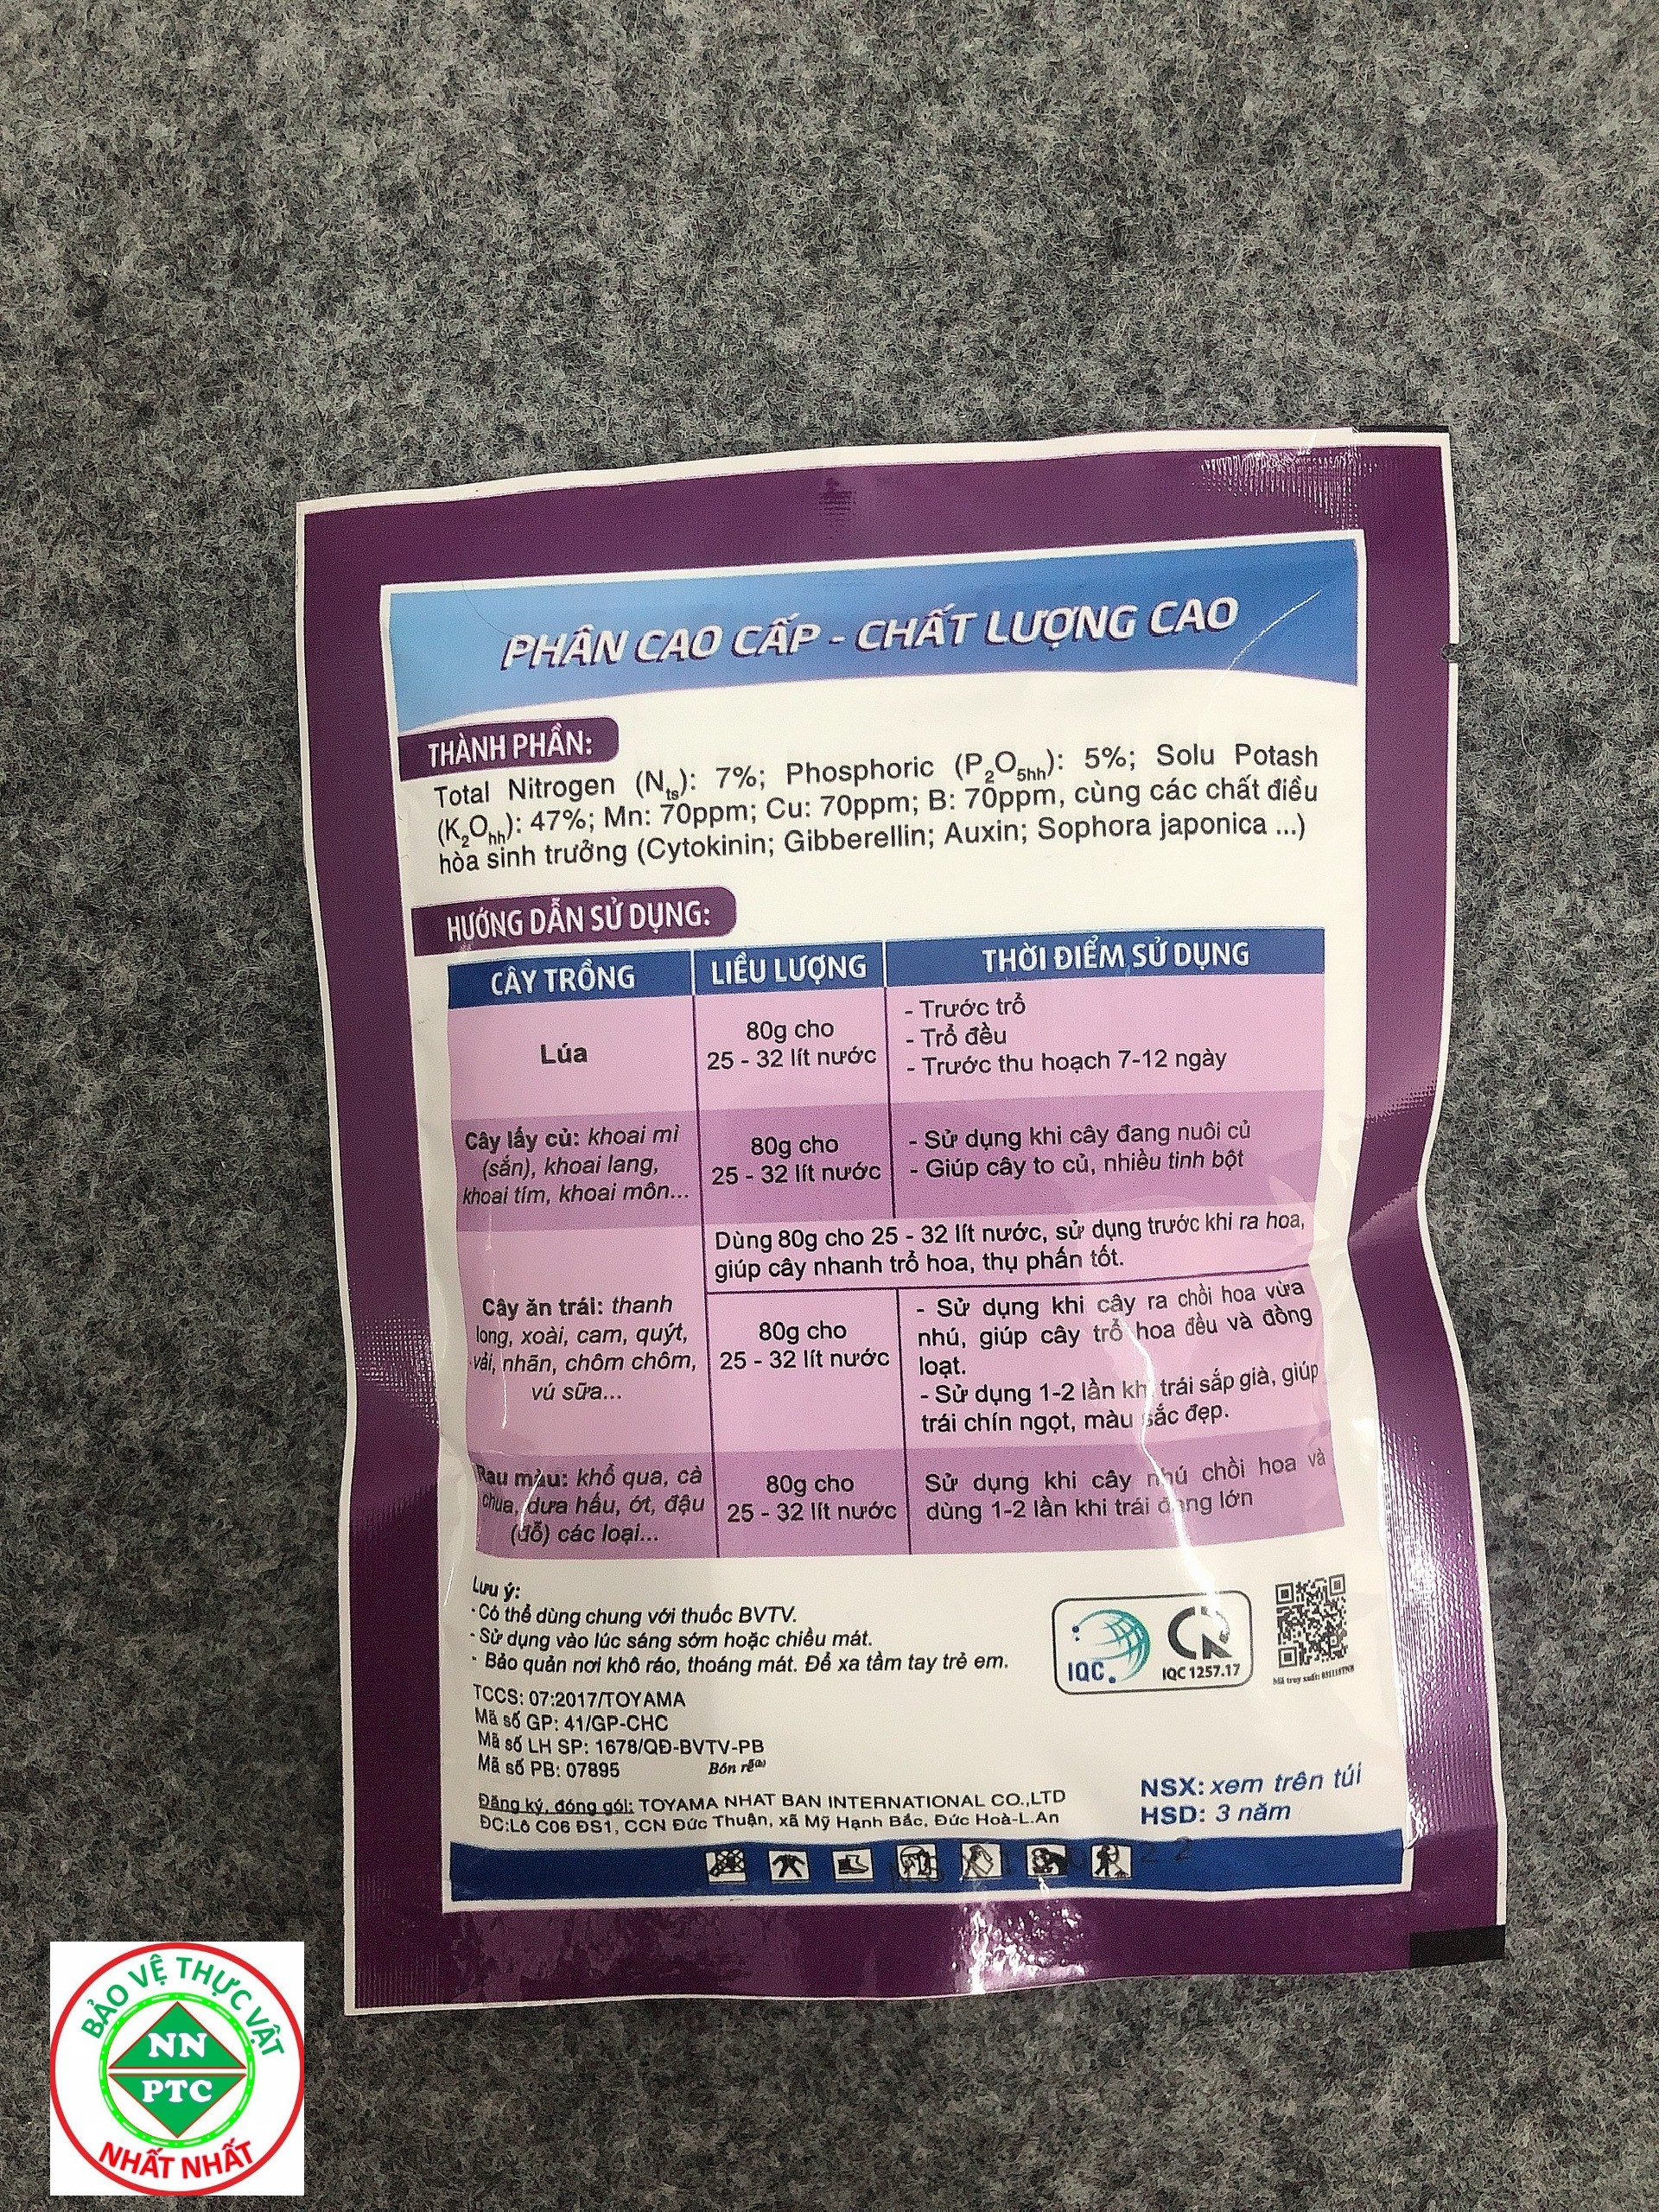 PHÂN CAO CẤP - CHẤT LƯỢNG CAO
THÀNH PHẦN:
Total Nitrogen (Nts): 7%; Phosphoric (P2O5hh): 5%; Solu Potash
(K2Ohh): 47%; Mn: 70ppm; Cu: 70ppm; B: 70ppm, cùng các chất điều
hòa sinh trưởng (Cytokinin; Gibberellin; Auxin; Sophora japonica ...)
HƯỚNG DẪN SỬ DỤNG:
CÂY TRỒNG LIỀU LƯỢNG THỜI ĐIỂM SỬ DỤNG
Lúa
80g cho
25 - 32 lít nước
- Trước trổ
- Trổ đều
- Trước thu hoạch 7-12 ngày
Cây lấy củ: khoai mì
(sắn), khoai lang,
khoai tím, khoai môn...
80g cho
25 - 32 lít nước
- Sử dụng khi cây đang nuôi củ
- Giúp cây to củ, nhiều tinh bột
Cây ăn trái: thanh
long, xoài, cam, quýt,
vải, nhãn, chôm chôm,
vú sữa...
Dùng 80g cho 25 - 32 lít nước, sử dụng trước khi ra hoa,
giúp cây nhanh trổ hoa, thụ phấn tốt.
80g cho
25 - 32 lít nước
- Sử dụng khi cây ra chồi hoa vừa
nhú, giúp cây trổ hoa đều và đồng
loạt.
- Sử dụng 1-2 lần khi trái sắp già, giúp
trái chín ngọt, màu sắc đẹp.
Rau màu: khổ qua, cà
chua, dưa hấu, ớt, đậu
(đỗ) các loại...
80g cho
25 - 32 lít nước
Sử dụng khi cây nhú chồi hoa và
dùng 1-2 lần khi trái đang lớn
Lưu ý:
- Có thể dùng chung với thuốc BVTV.
- Sử dụng vào lúc sáng sớm hoặc chiều mát.
- Bảo quản nơi khô ráo, thoáng mát. Để xa tầm tay trẻ em.
IQC.
CR
IQC 1257.17
TCCS: 07:2017/TOYAMA
Mã số GP: 41/GP-CHC
Mã số LH SP: 1678/QĐ-BVTV-PB
Mã số PB: 07895 Bón rễ
Đăng ký, đóng gói: TOYAMA NHAT BAN INTERNATIONAL CO.,LTD
ĐC:Lô C06 ĐS1, CCN Đức Thuận, xã Mỹ Hạnh Bắc, Đức Hoà-L.An
NSX: xem trên túi
HSD: 3 năm
BẢO VỆ THỰC VẬT
NN
PTC
NHẤT NHẤT